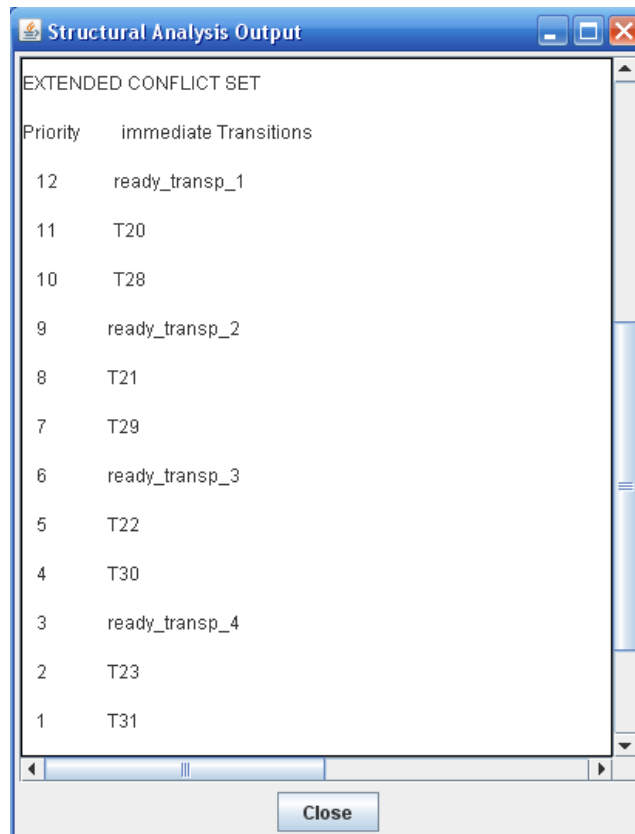 Structural Analysis Output
EXTENDED CONFLICT SET
Priority immediate Transitions
12 ready_transp_1
11 T20
10 T28
9 ready_transp_2
8 T21
7 T29
6 ready_transp_3
5 T22
4 T30
3 ready_transp_4
2 T23
1 T31
Close